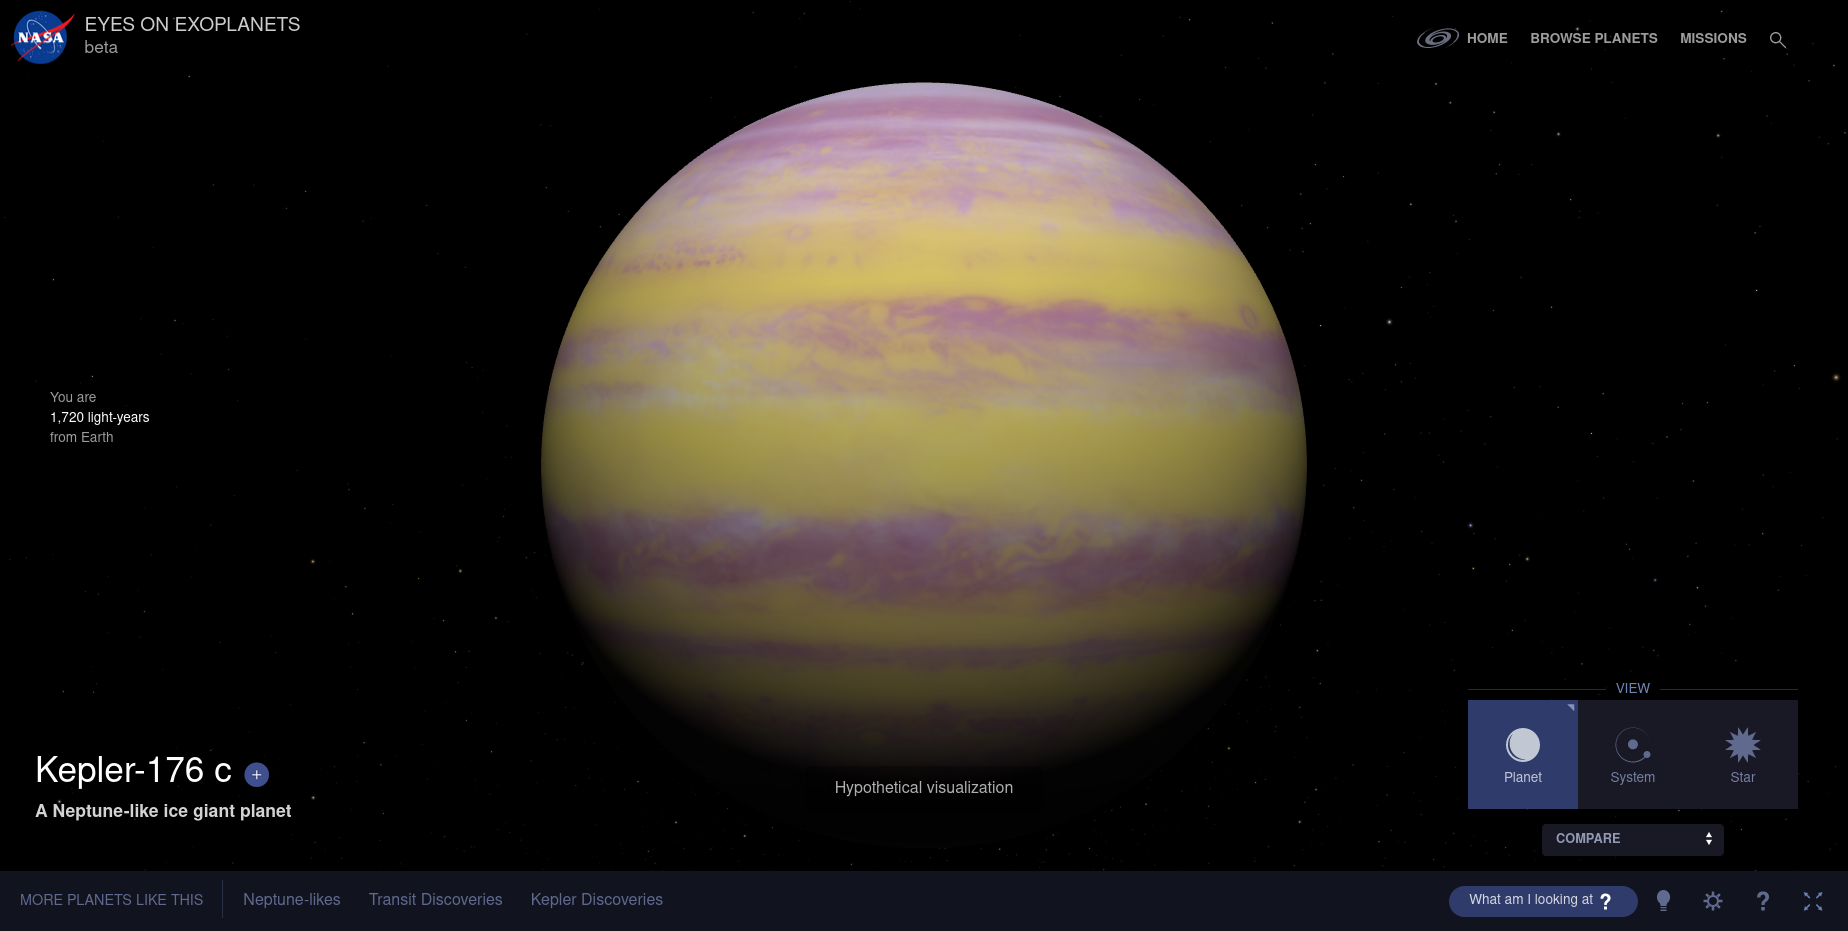 NASA
EYES ON EXOPLANETS
beta
HOME
BROWSE PLANETS
MISSIONS
You are
1,720 light-years
from Earth
Kepler-176 c +
A Neptune-like ice giant planet
Hypothetical visualization
VIEW
Planet
System
Star
COMPARE
MORE PLANETS LIKE THIS
Neptune-likes
Transit Discoveries
Kepler Discoveries
What am I looking at ?
?